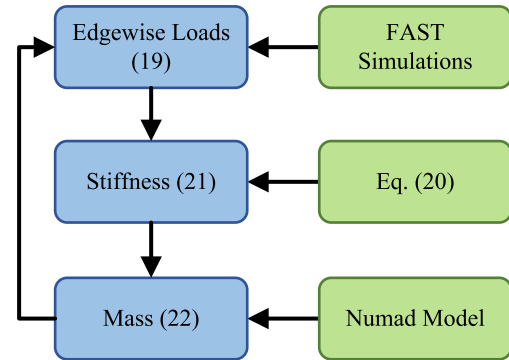 Edgewise Loads
(19)
FAST
Simulations
Stiffness (21)
Eq. (20)
Mass (22)
Numad Model